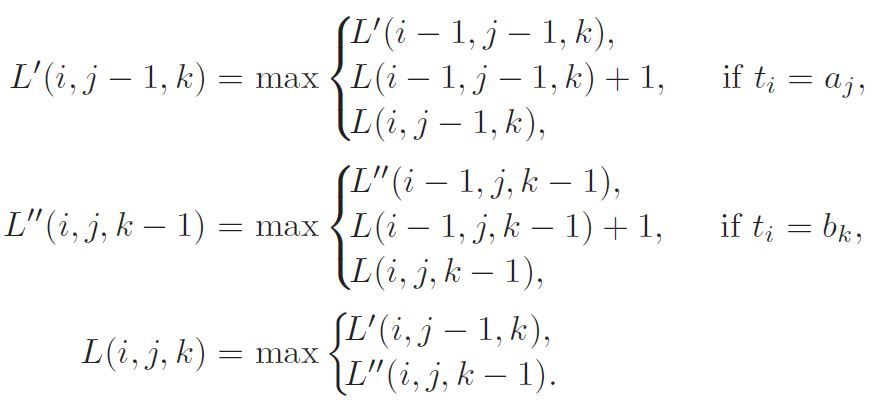 L′(i, j − 1, k) = max { L′(i − 1, j − 1, k),
L(i − 1, j − 1, k) + 1, if tᵢ = aⱼ,
L(i, j − 1, k),
L″(i, j, k − 1) = max { L″(i − 1, j, k − 1),
L(i − 1, j, k − 1) + 1, if tᵢ = bₖ,
L(i, j, k − 1),
L(i, j, k) = max { L′(i, j − 1, k),
L″(i, j, k − 1).